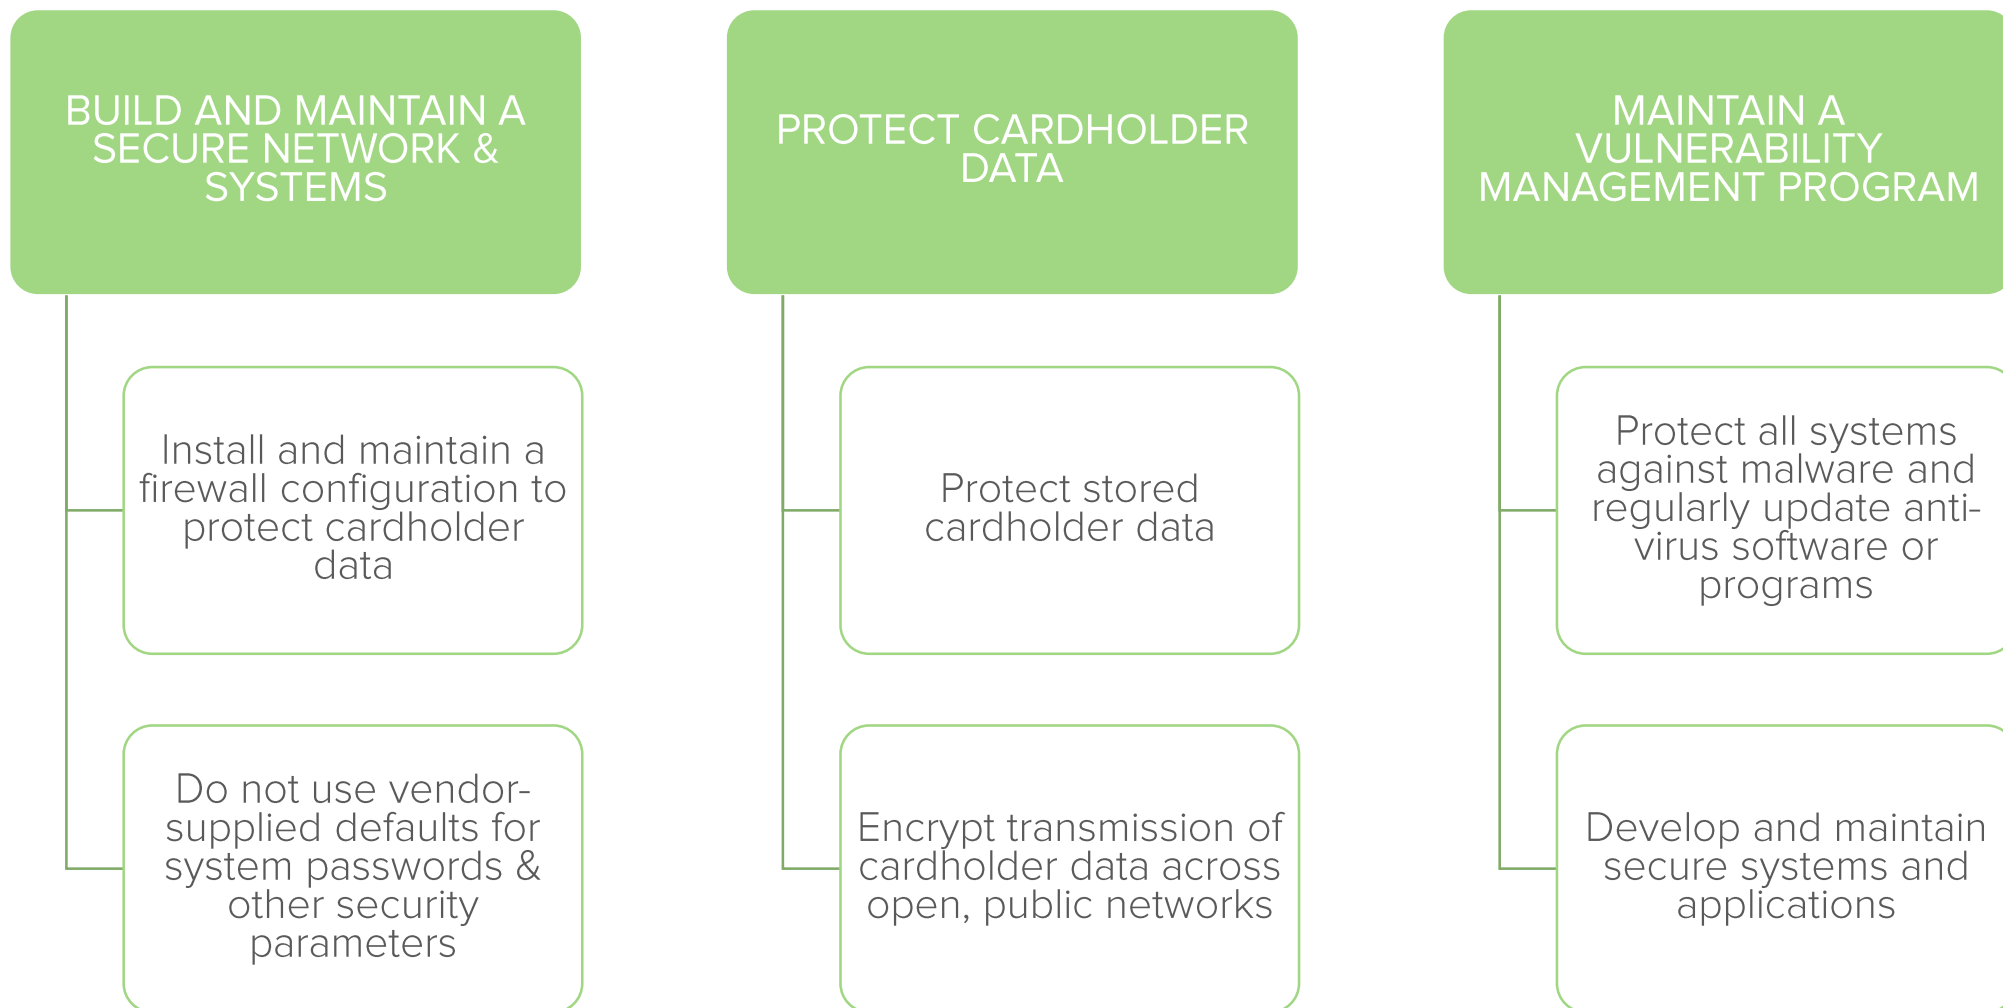 BUILD AND MAINTAIN A
SECURE NETWORK &
SYSTEMS
Install and maintain a
firewall configuration to
protect cardholder
data
Do not use vendor-
supplied defaults for
system passwords &
other security
parameters
PROTECT CARDHOLDER
DATA
Protect stored
cardholder data
Encrypt transmission of
cardholder data across
open, public networks
MAINTAIN A
VULNERABILITY
MANAGEMENT PROGRAM
Protect all systems
against malware and
regularly update anti-
virus software or
programs
Develop and maintain
secure systems and
applications